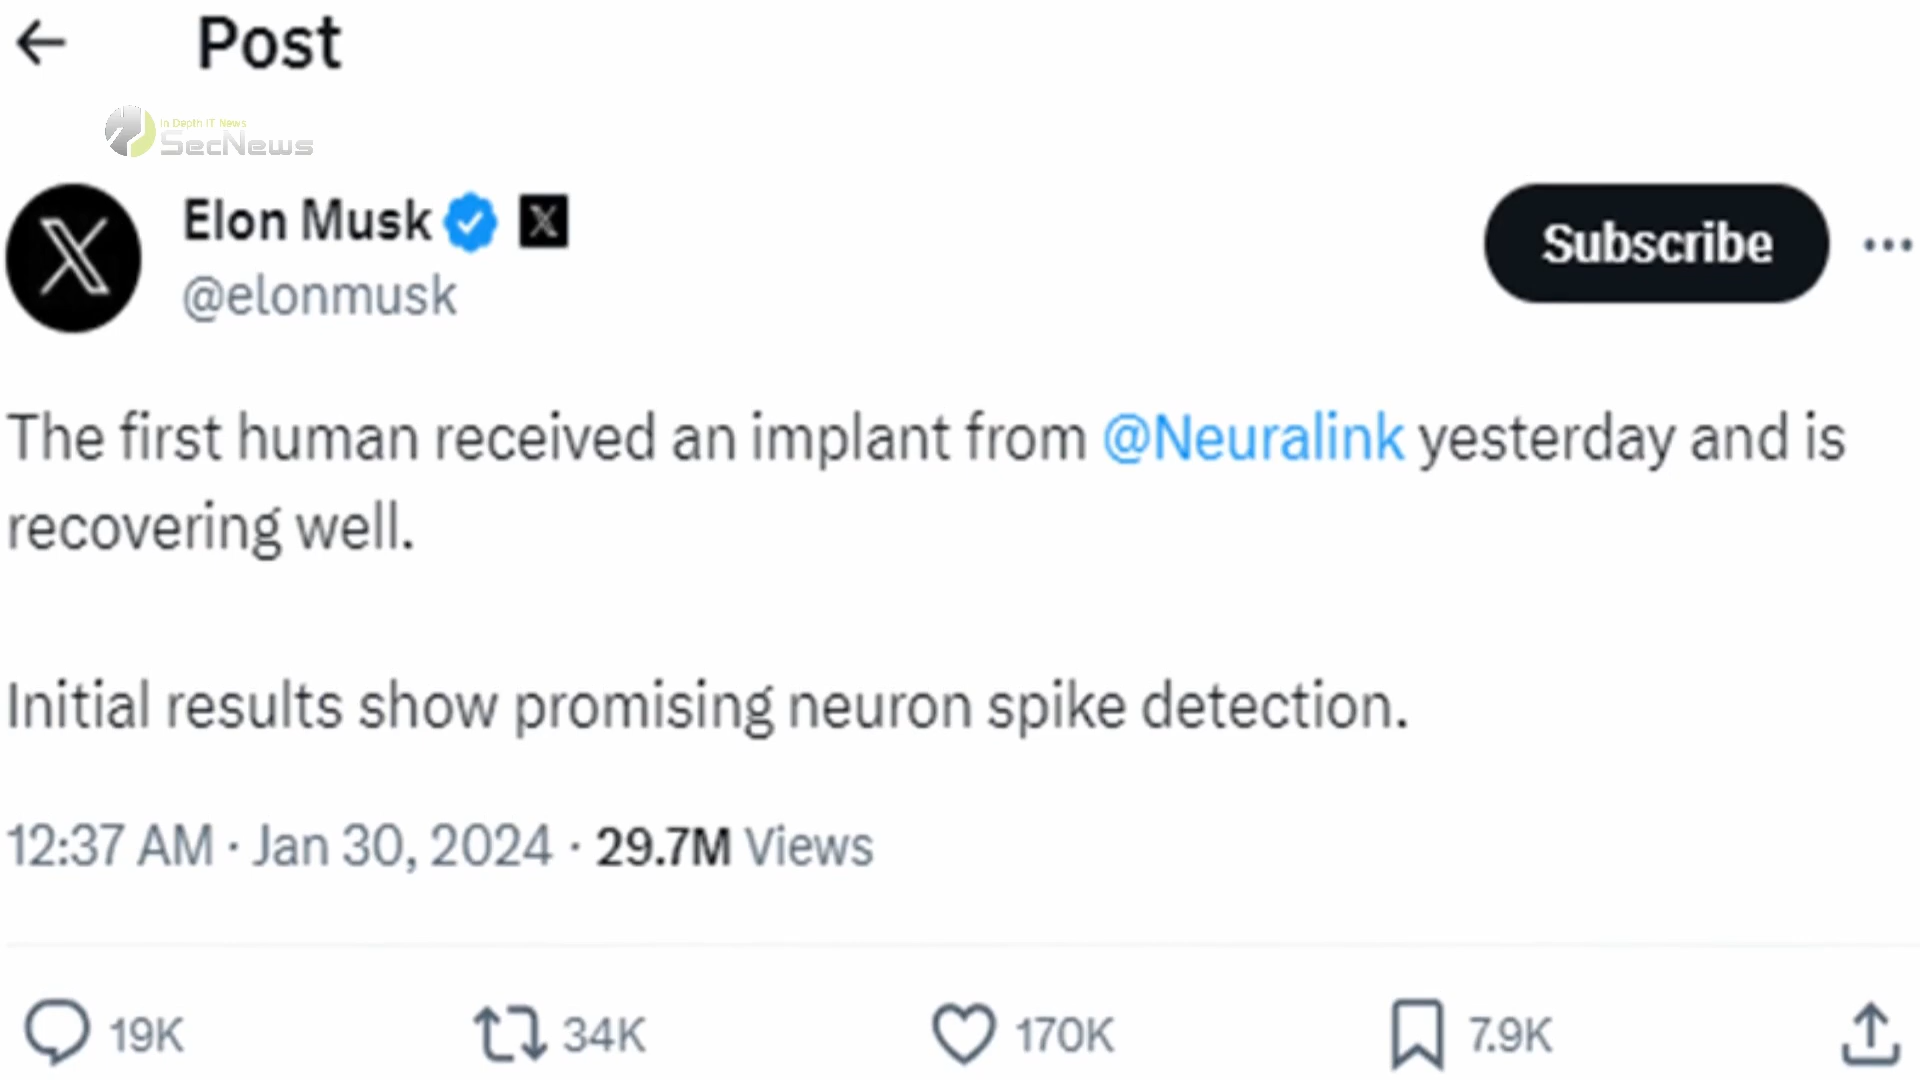 Post
In Depth IT News
SecNews
Elon Musk
@elonmusk
Subscribe
The first human received an implant from @Neuralink yesterday and is
recovering well.
Initial results show promising neuron spike detection.
12:37 AM · Jan 30, 2024 · 29.7M Views
19K 34K 170K 7.9K